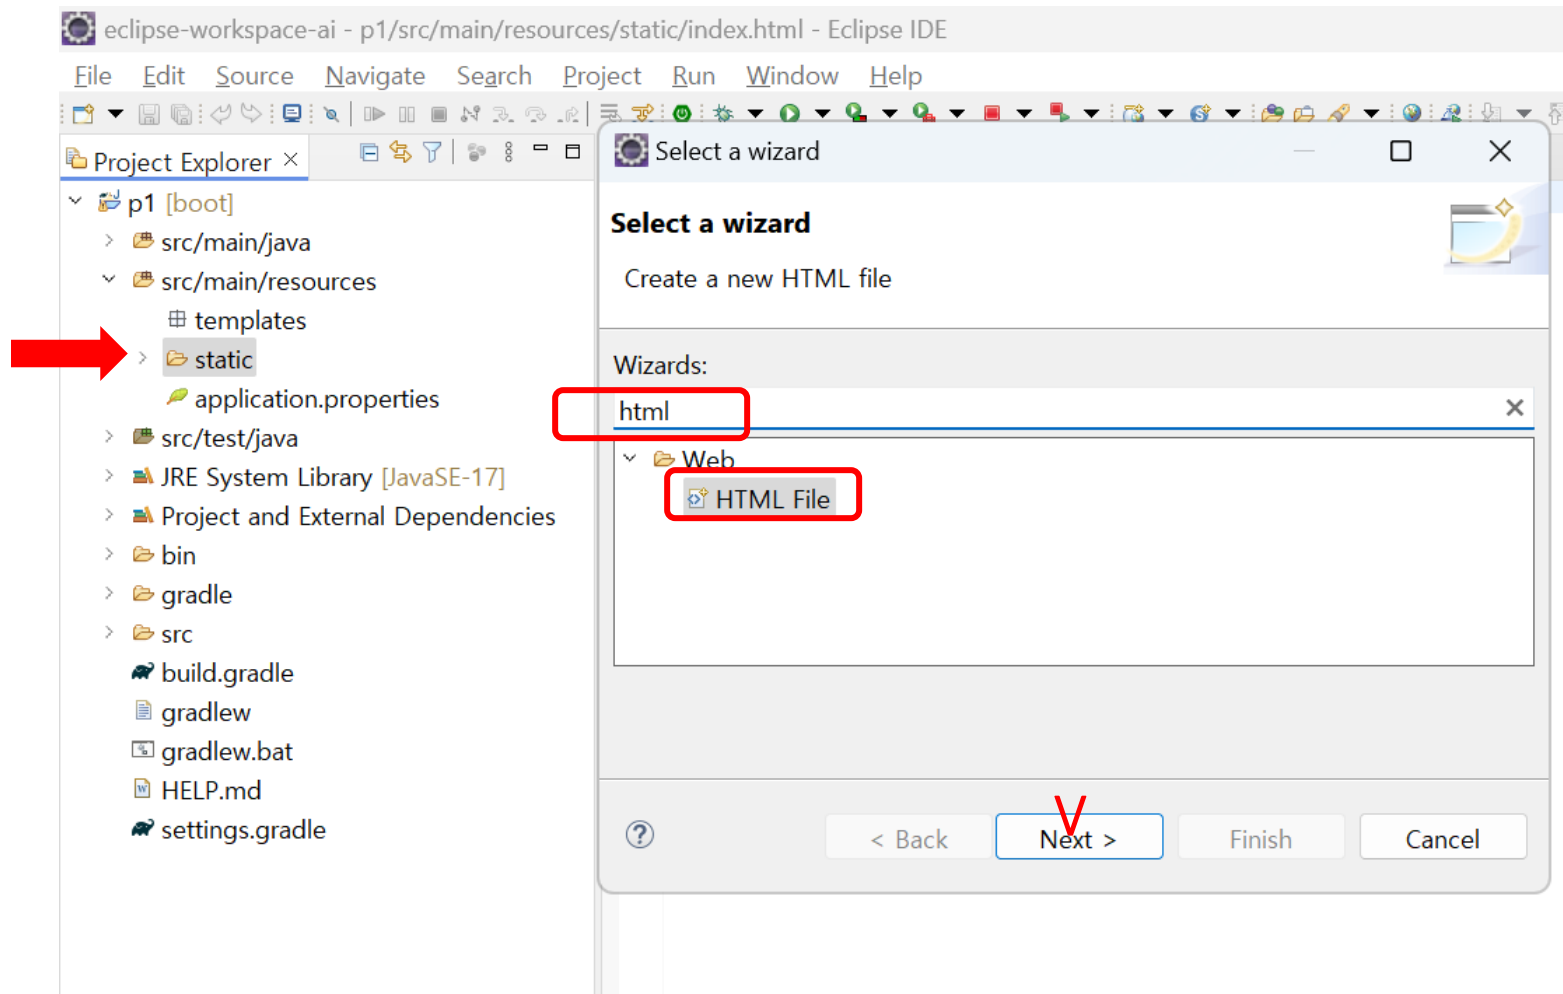 eclipse-workspace-ai - p1/src/main/resources/static/index.html - Eclipse IDE
File Edit Source Navigate Search Project Run Window Help
Project Explorer
p1 [boot]
src/main/java
src/main/resources
templates
static
application.properties
src/test/java
JRE System Library [JavaSE-17]
Project and External Dependencies
bin
gradle
src
build.gradle
gradlew
gradlew.bat
HELP.md
settings.gradle
Select a wizard
Select a wizard
Create a new HTML file
Wizards:
html
Web
HTML File
V
< Back Next > Finish Cancel